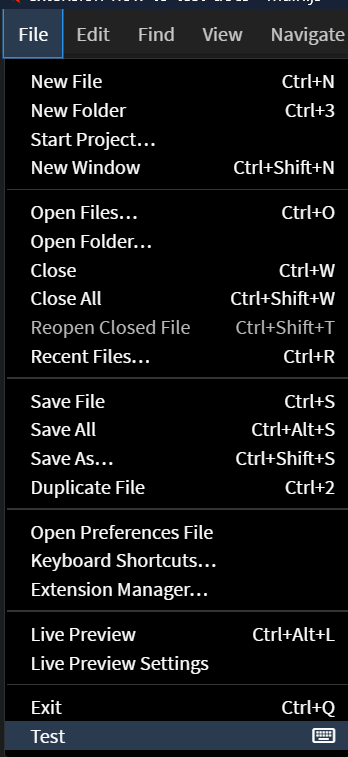 File Edit Find View Navigate
New File Ctrl+N
New Folder Ctrl+3
Start Project...
New Window Ctrl+Shift+N
Open Files... Ctrl+O
Open Folder...
Close Ctrl+W
Close All Ctrl+Shift+W
Reopen Closed File Ctrl+Shift+T
Recent Files... Ctrl+R
Save File Ctrl+S
Save All Ctrl+Alt+S
Save As... Ctrl+Shift+S
Duplicate File Ctrl+2
Open Preferences File
Keyboard Shortcuts...
Extension Manager...
Live Preview Ctrl+Alt+L
Live Preview Settings
Exit Ctrl+Q
Test